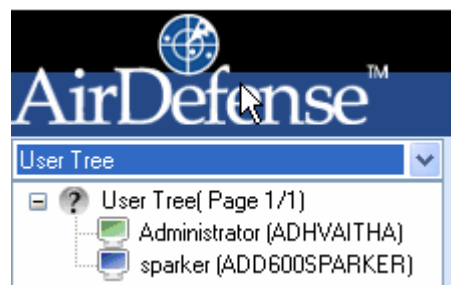 AirDefense™
User Tree
User Tree( Page 1/1)
Administrator (ADHVAITHA)
sparker (ADD600SPARKER)